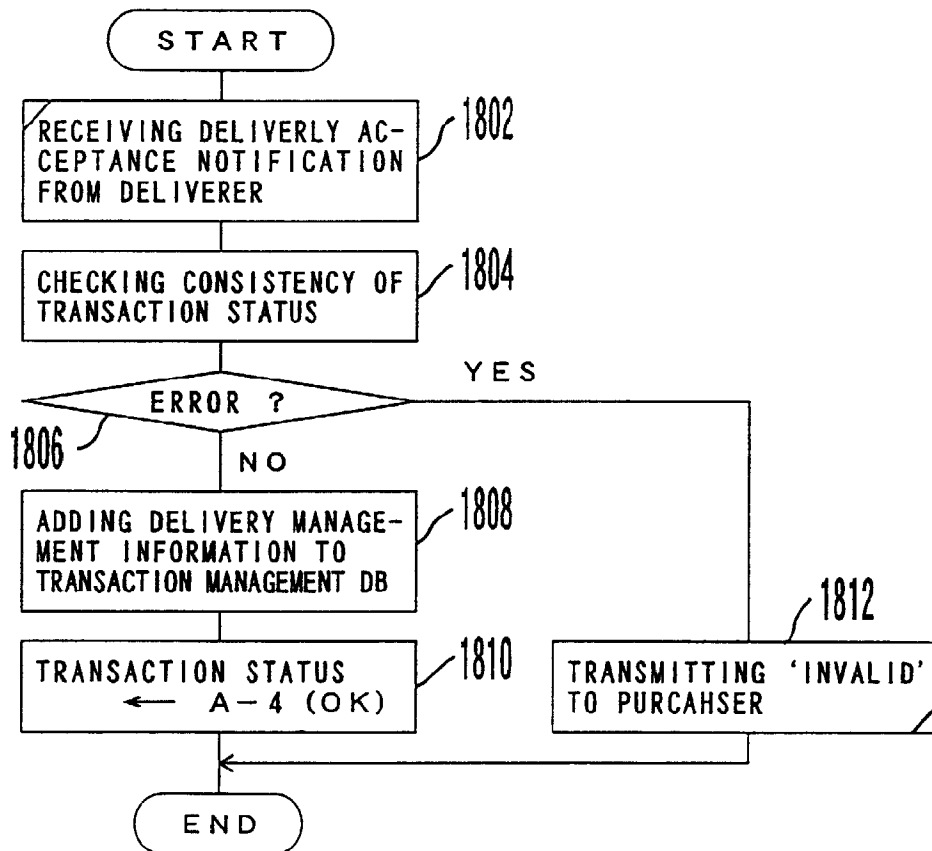 START
RECEIVING DELIVERLY AC-
CEPTANCE NOTIFICATION
FROM DELIVERER
1802
CHECKING CONSISTENCY OF
TRANSACTION STATUS
1804
ERROR ?
YES
1806
NO
ADDING DELIVERY MANAGE-
MENT INFORMATION TO
TRANSACTION MANAGEMENT DB
1808
TRANSACTION STATUS
← A-4 (OK)
1810
1812
TRANSMITTING 'INVALID'
TO PURCAHSER
END